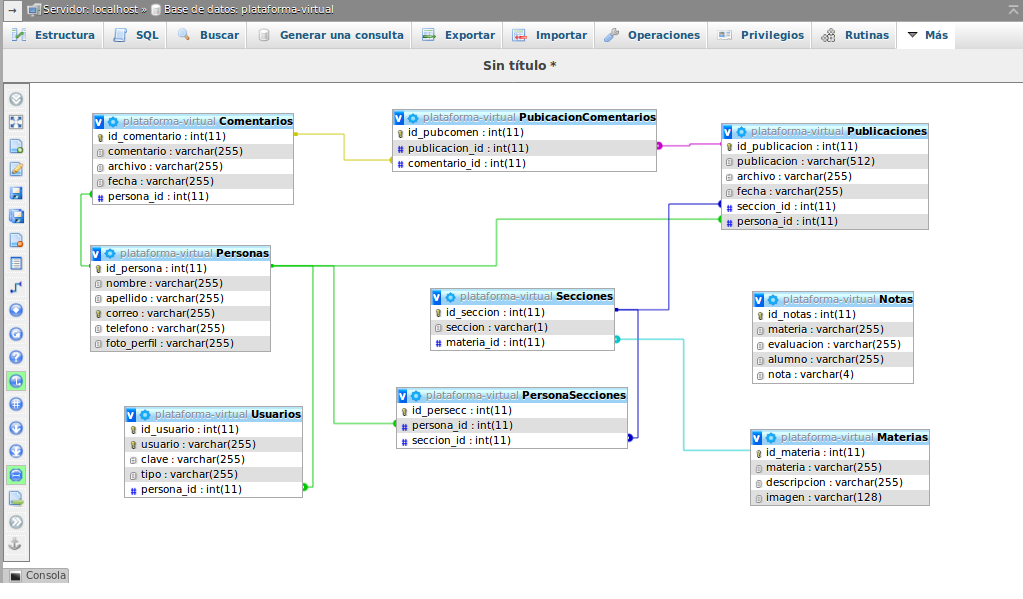 Servidor: localhost » Base de datos: plataforma-virtual
Estructura SQL Buscar Generar una consulta Exportar Importar Operaciones Privilegios Rutinas Más
Sin título *
plataforma-virtual Comentarios
id_comentario : int(11)
comentario : varchar(255)
archivo : varchar(255)
fecha : varchar(255)
persona_id : int(11)
plataforma-virtual PubicacionComentarios
id_pubcomen : int(11)
publicacion_id : int(11)
comentario_id : int(11)
plataforma-virtual Publicaciones
id_publicacion : int(11)
publicacion : varchar(512)
archivo : varchar(255)
fecha : varchar(255)
seccion_id : int(11)
persona_id : int(11)
plataforma-virtual Personas
id_persona : int(11)
nombre : varchar(255)
apellido : varchar(255)
correo : varchar(255)
telefono : varchar(255)
foto_perfil : varchar(255)
plataforma-virtual Secciones
id_seccion : int(11)
seccion : varchar(1)
materia_id : int(11)
plataforma-virtual Notas
id_notas : int(11)
materia : varchar(255)
evaluacion : varchar(255)
alumno : varchar(255)
nota : varchar(4)
plataforma-virtual Usuarios
id_usuario : int(11)
usuario : varchar(255)
clave : varchar(255)
tipo : varchar(255)
persona_id : int(11)
plataforma-virtual PersonaSecciones
id_persecc : int(11)
persona_id : int(11)
seccion_id : int(11)
plataforma-virtual Materias
id_materia : int(11)
materia : varchar(255)
descripcion : varchar(255)
imagen : varchar(128)
Consola